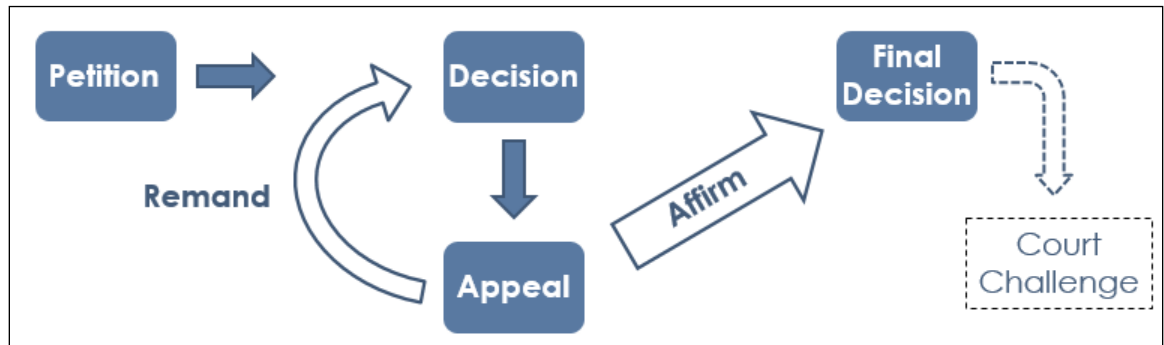 Petition
Decision
Final
Decision
Remand
Affirm
Appeal
Court
Challenge